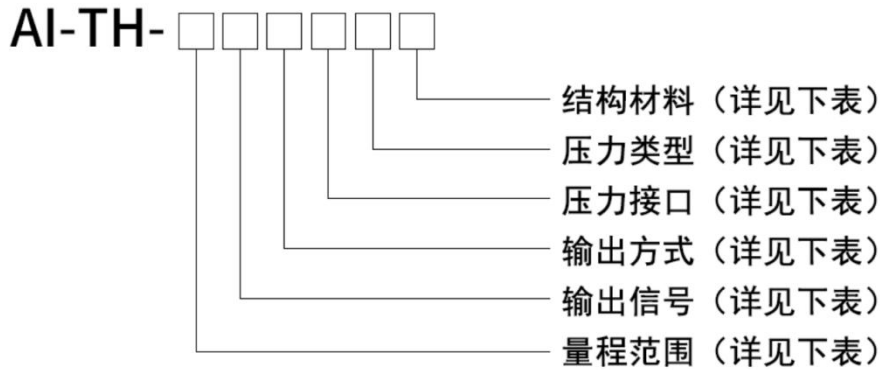 AI-TH-□□□□□□
结构材料（详见下表）
压力类型（详见下表）
压力接口（详见下表）
输出方式（详见下表）
输出信号（详见下表）
量程范围（详见下表）